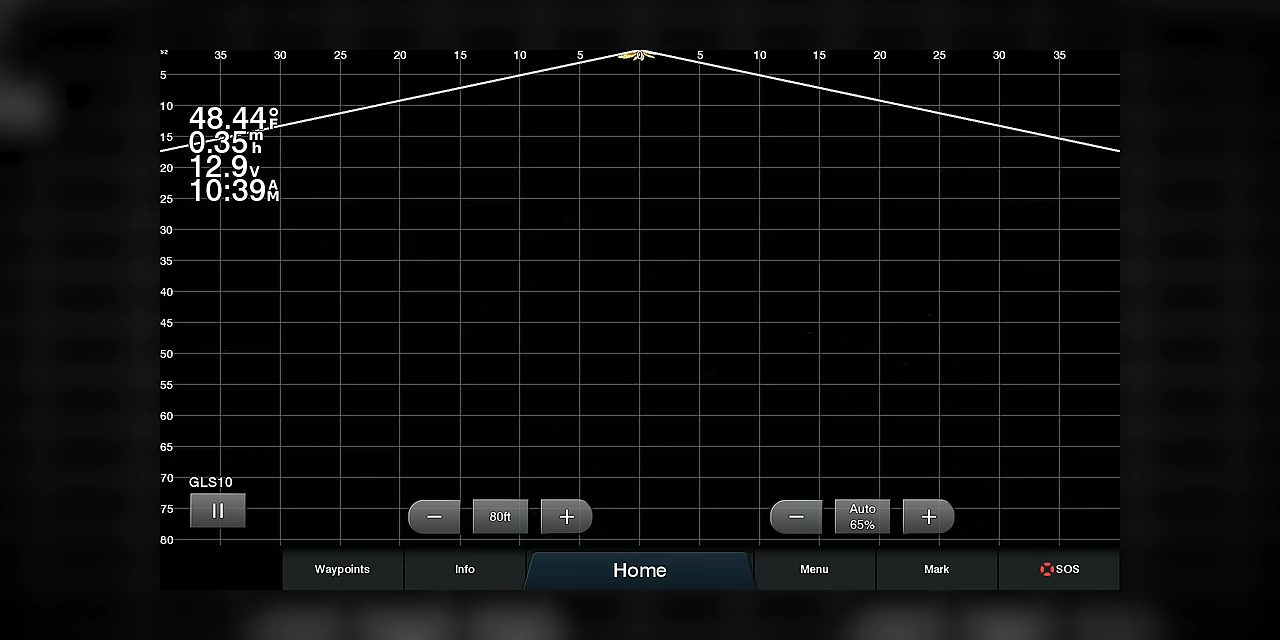 35 30 25 20 15 10 5 0 5 10 15 20 25 30 35
5
10
48.44°F
15
0.35mh
20
12.9V
25
10:39AM
30
35
40
45
50
55
60
65
70
GLS10
75
80ft
Auto
65%
80
Waypoints Info Home Menu Mark SOS